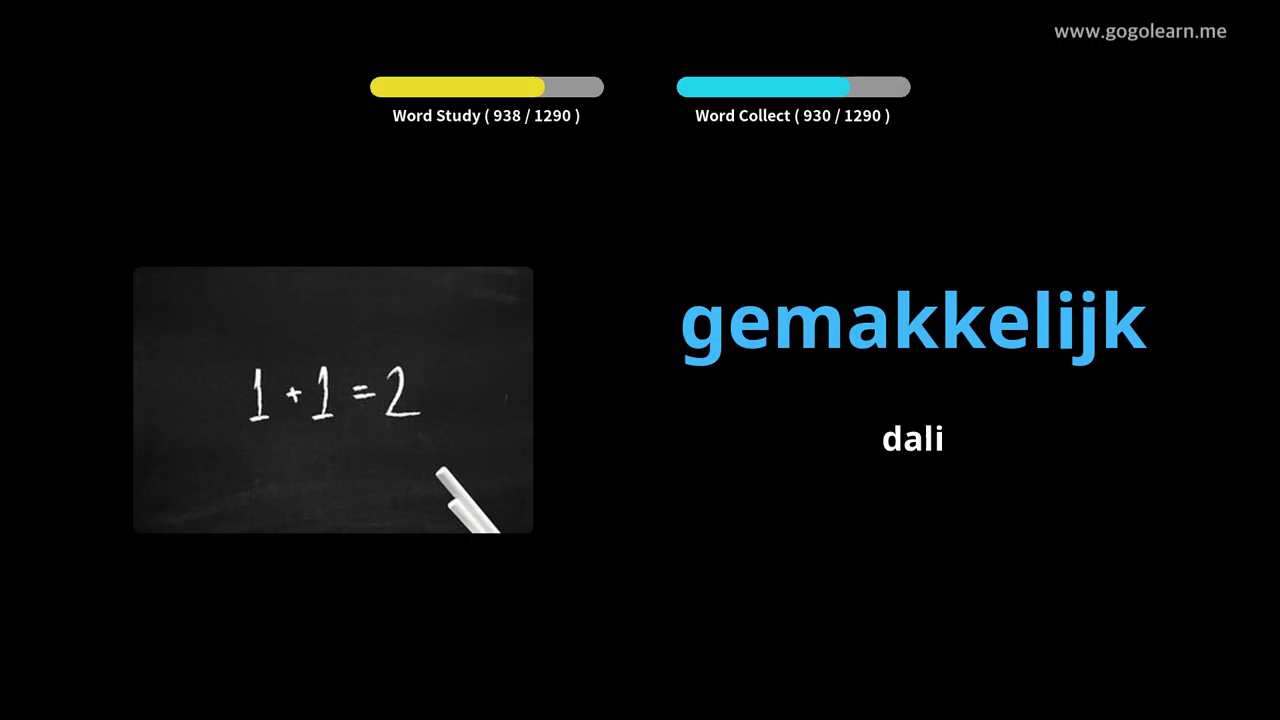 www.gogolearn.me
Word Study ( 938 / 1290 )
Word Collect ( 930 / 1290 )
1 + 1 = 2
gemakkelijk
dali